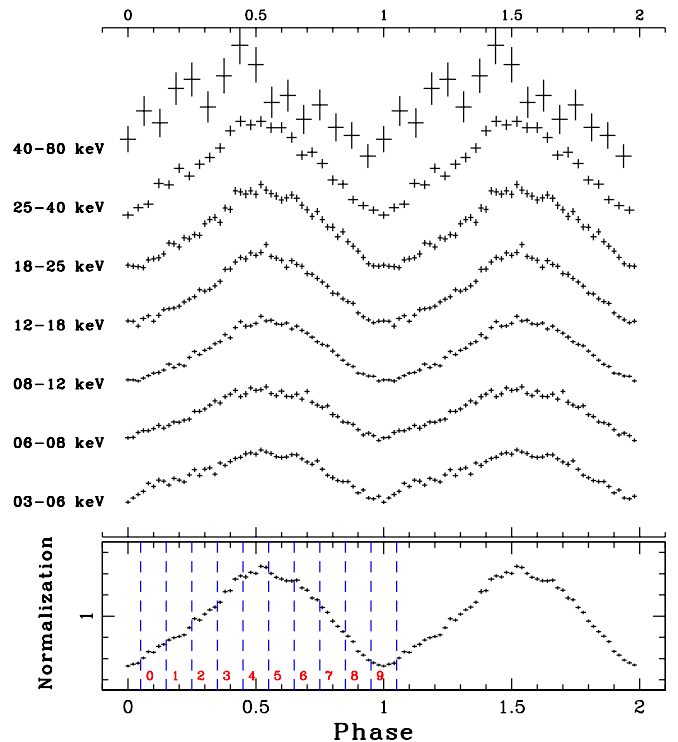 0 0.5 1 1.5 2
40-80 keV
25-40 keV
18-25 keV
12-18 keV
08-12 keV
06-08 keV
03-06 keV
Normalization
1
0 1 2 3 4 5 6 7 8 9
0 0.5 1 1.5 2
Phase